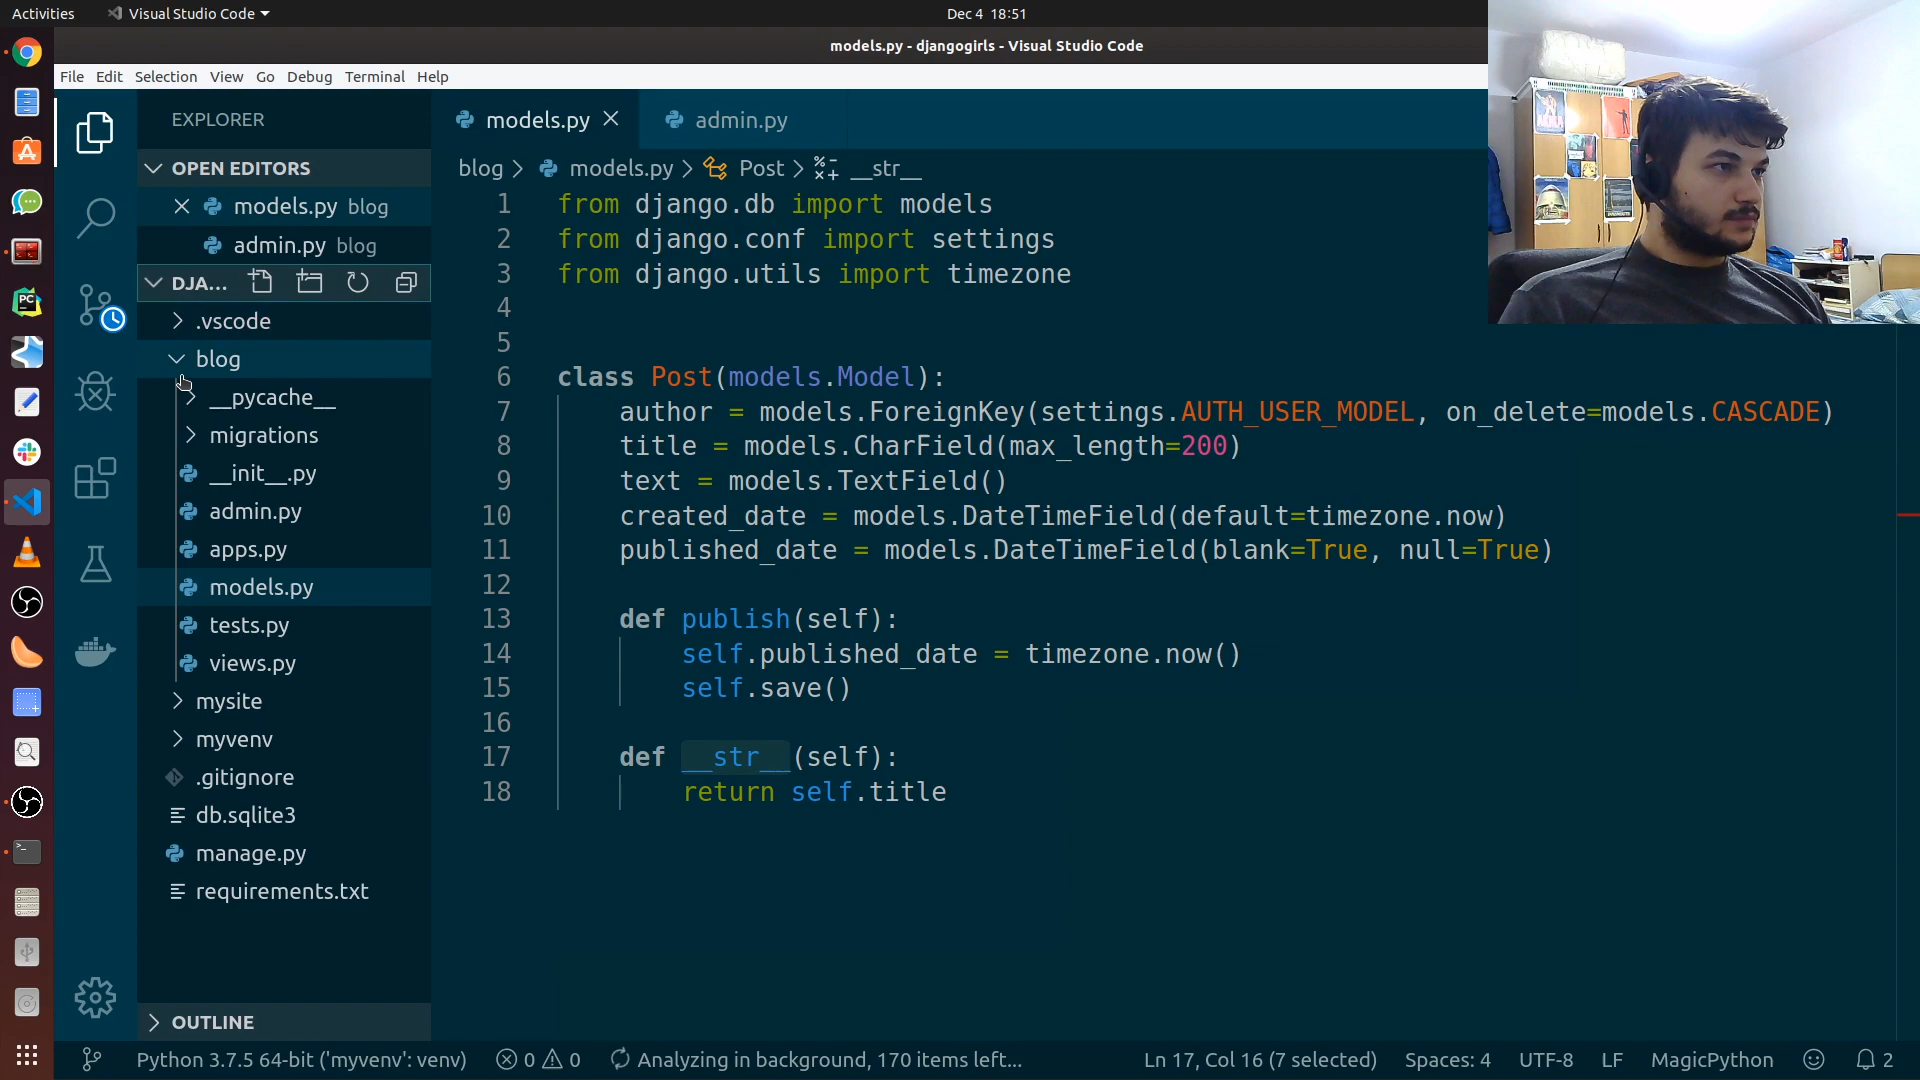 Activities
Visual Studio Code
Dec 4 18:51
models.py - djangogirls - Visual Studio Code
File Edit Selection View Go Debug Terminal Help
EXPLORER
OPEN EDITORS
models.py blog
admin.py blog
DJA...
.vscode
blog
__pycache__
migrations
__init__.py
admin.py
apps.py
models.py
tests.py
views.py
mysite
myvenv
.gitignore
db.sqlite3
manage.py
requirements.txt
OUTLINE
models.py
admin.py
blog > models.py > Post > __str__
1 from django.db import models
2 from django.conf import settings
3 from django.utils import timezone
4
5
6 class Post(models.Model):
7 author = models.ForeignKey(settings.AUTH_USER_MODEL, on_delete=models.CASCADE)
8 title = models.CharField(max_length=200)
9 text = models.TextField()
10 created_date = models.DateTimeField(default=timezone.now)
11 published_date = models.DateTimeField(blank=True, null=True)
12
13 def publish(self):
14 self.published_date = timezone.now()
15 self.save()
16
17 def __str__(self):
18 return self.title
Python 3.7.5 64-bit ('myvenv': venv) 0 0 Analyzing in background, 170 items left... Ln 17, Col 16 (7 selected) Spaces: 4 UTF-8 LF MagicPython 2